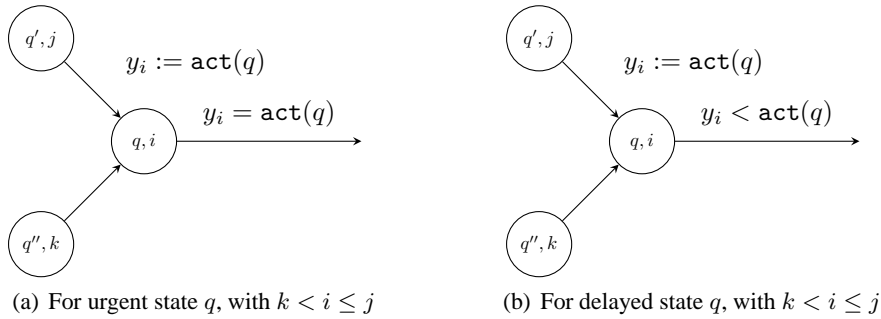 q′, j
y_i := act(q)
y_i = act(q)
q, i
q″, k
(a) For urgent state q, with k < i ≤ j
q′, j
y_i := act(q)
y_i < act(q)
q, i
q″, k
(b) For delayed state q, with k < i ≤ j